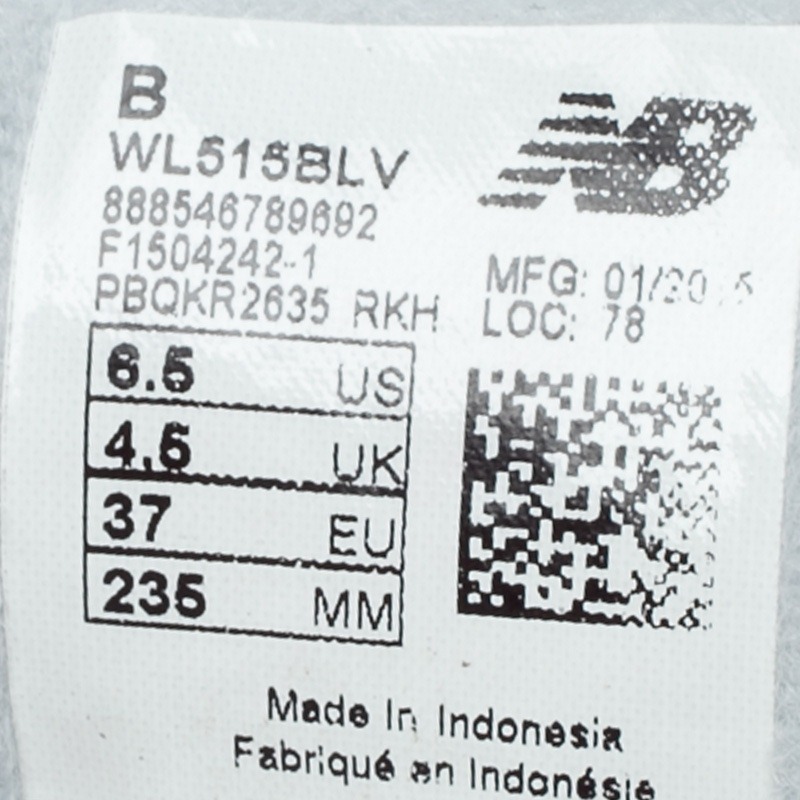 B
WL515BLV
888546789692
F1504242-1
PBQKR2635 RKH
NB
MFG:
LOC: 78
6.5 US
4.5 UK
37 EU
235 MM
Made In Indonesia
Fabriqué en Indonésie